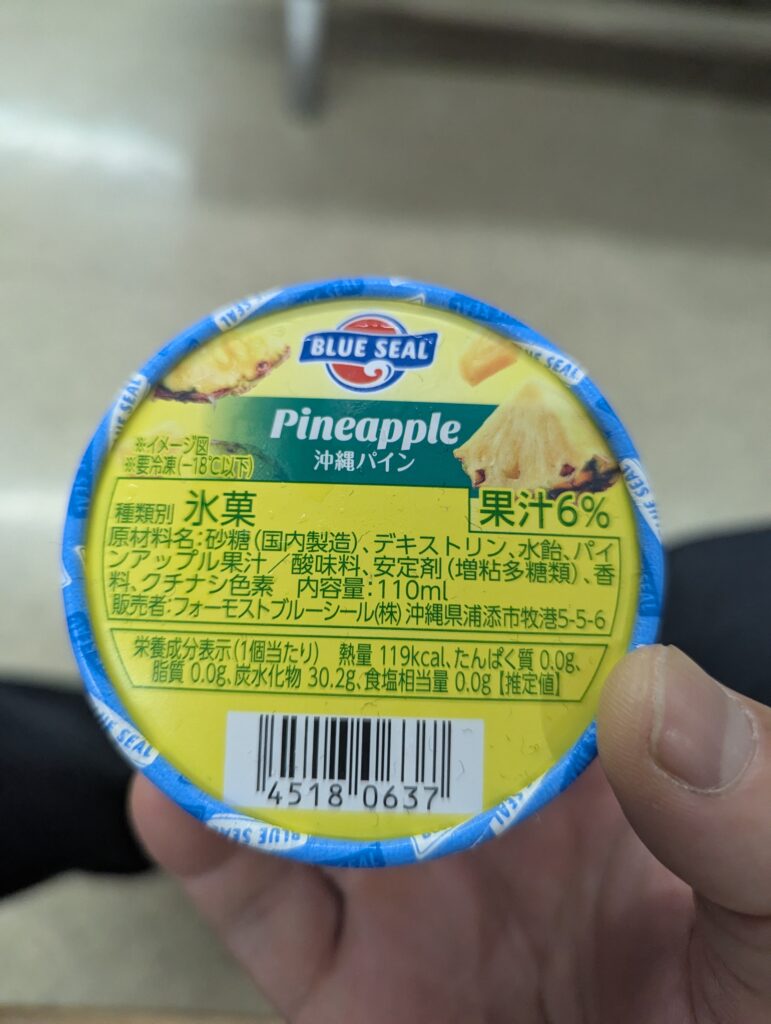 BLUE SEAL
Pineapple
沖縄パイン
※イメージ図
※要冷凍(−18℃以下)
種類別 氷菓
果汁6%
原材料名:砂糖(国内製造)、デキストリン、水飴、パイ
ンアップル果汁/酸味料、安定剤(増粘多糖類)、香
料、クチナシ色素 内容量:110ml
販売者:フォーモストブルーシール(株) 沖縄県浦添市牧港5-5-6
栄養成分表示(1個当たり) 熱量 119kcal、たんぱく質 0.0g、
脂質 0.0g、炭水化物 30.2g、食塩相当量 0.0g【推定値】
4518 0637
BLUE SEAL